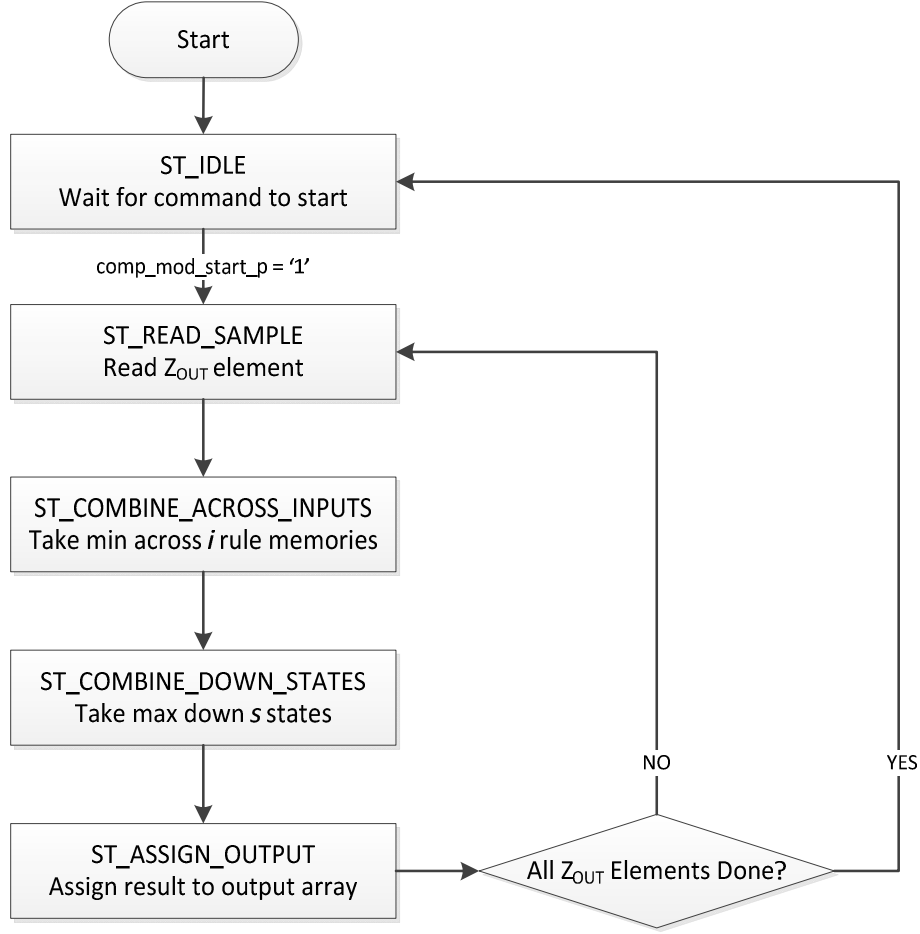 Start
ST_IDLE
Wait for command to start
comp_mod_start_p = ‘1’
ST_READ_SAMPLE
Read ZOUT element
ST_COMBINE_ACROSS_INPUTS
Take min across i rule memories
ST_COMBINE_DOWN_STATES
Take max down s states
NO
YES
ST_ASSIGN_OUTPUT
Assign result to output array
All ZOUT Elements Done?